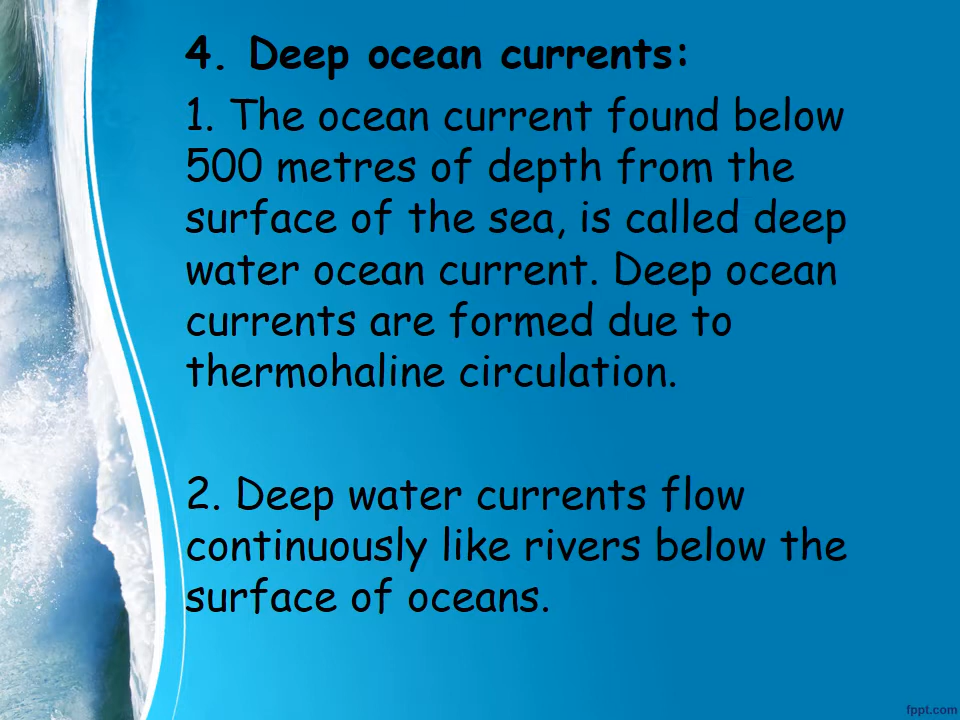 4. Deep ocean currents:
1. The ocean current found below
500 metres of depth from the
surface of the sea, is called deep
water ocean current. Deep ocean
currents are formed due to
thermohaline circulation.
2. Deep water currents flow
continuously like rivers below the
surface of oceans.
fppt.com